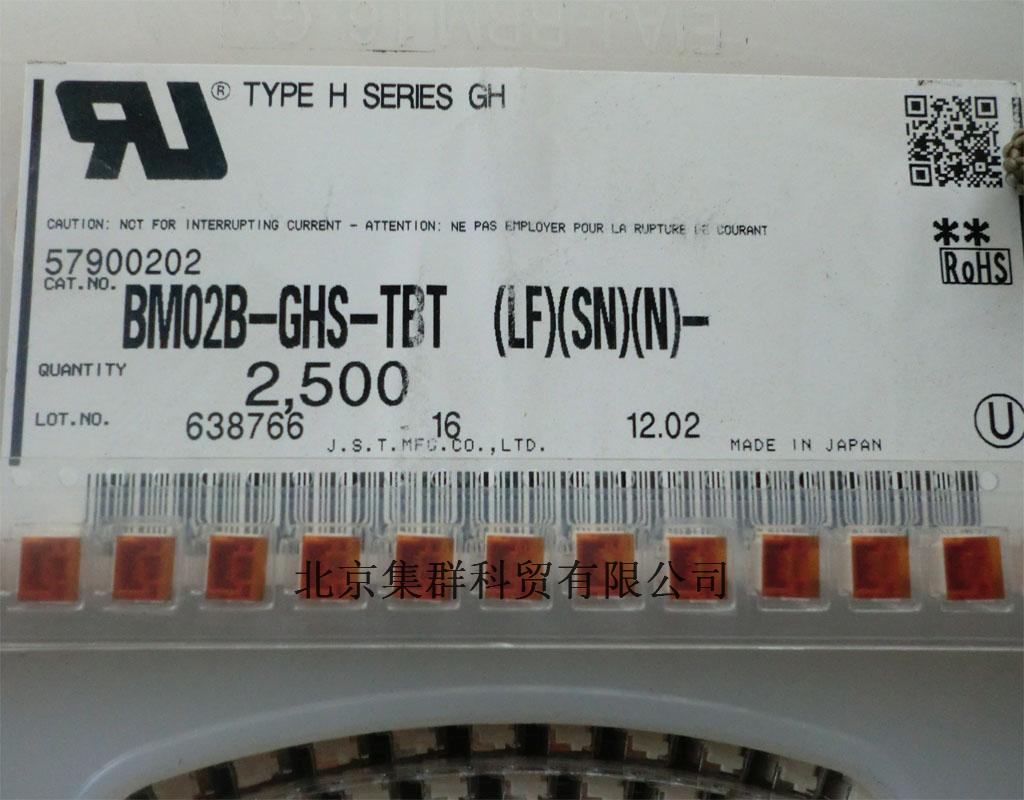 ® TYPE H SERIES GH
CAUTION: NOT FOR INTERRUPTING CURRENT - ATTENTION: NE PAS EMPLOYER POUR LA RUPTURE DE COURANT
57900202
**
RoHS
CAT.NO. BM02B-GHS-TBT (LF)(SN)(N)-
QUANTITY 2,500
LOT.NO. 638766 16 12.02
U
J.S.T.MFG.CO.,LTD. MADE IN JAPAN
北京集群科贸有限公司